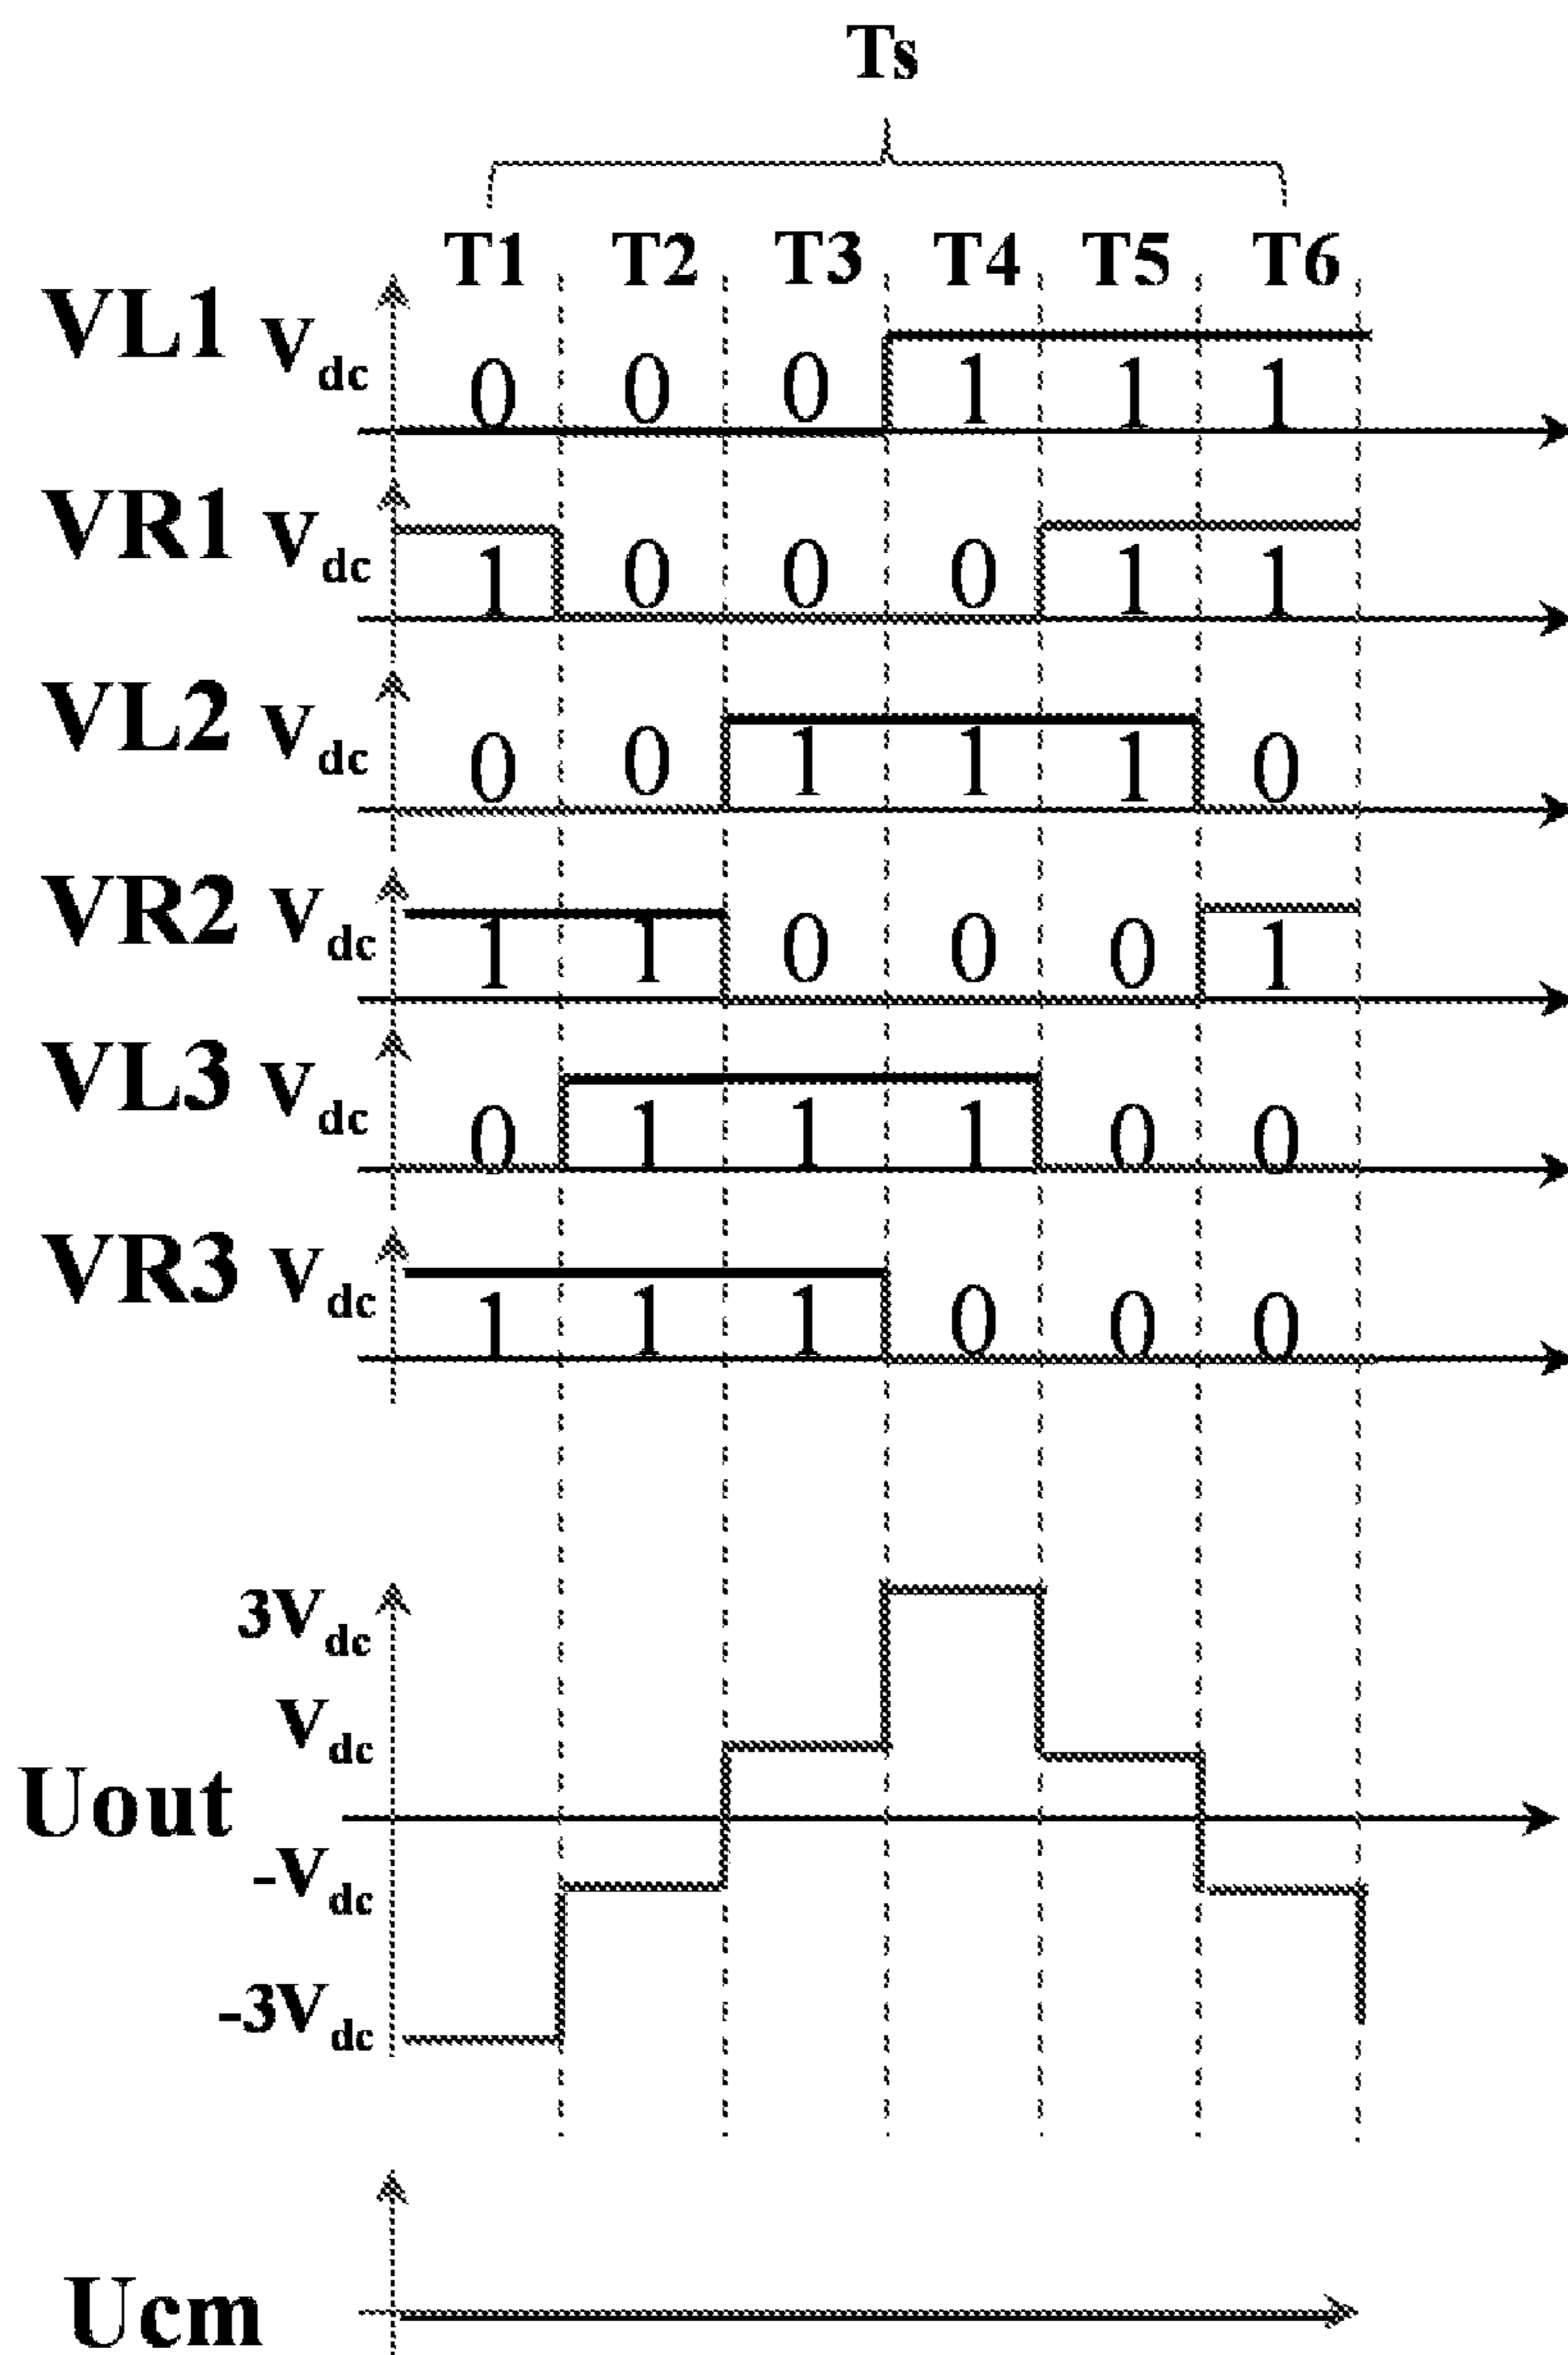 Ts
T1 T2 T3 T4 T5 T6
VL1 Vdc 0 0 0 1 1 1
VR1 Vdc 1 0 0 0 1 1
VL2 Vdc 0 0 1 1 1 0
VR2 Vdc 1 1 0 0 0 1
VL3 Vdc 0 1 1 1 0 0
VR3 Vdc 1 1 1 0 0 0
3Vdc
Vdc
Uout
-Vdc
-3Vdc
Ucm